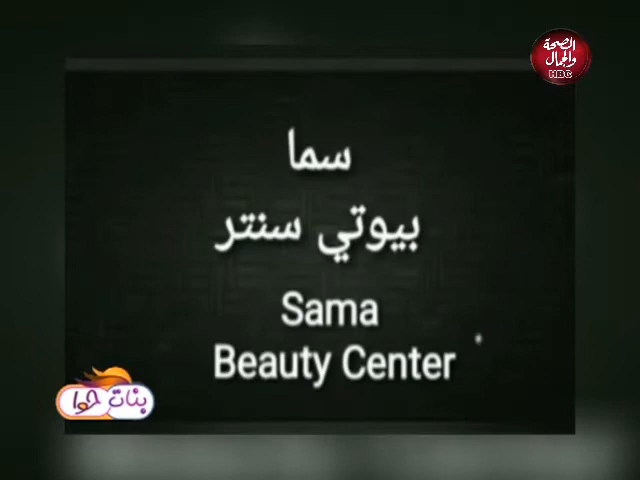 الصحة
والجمال
HBC
سما
بيوتي سنتر
Sama
Beauty Center
بنات حوا